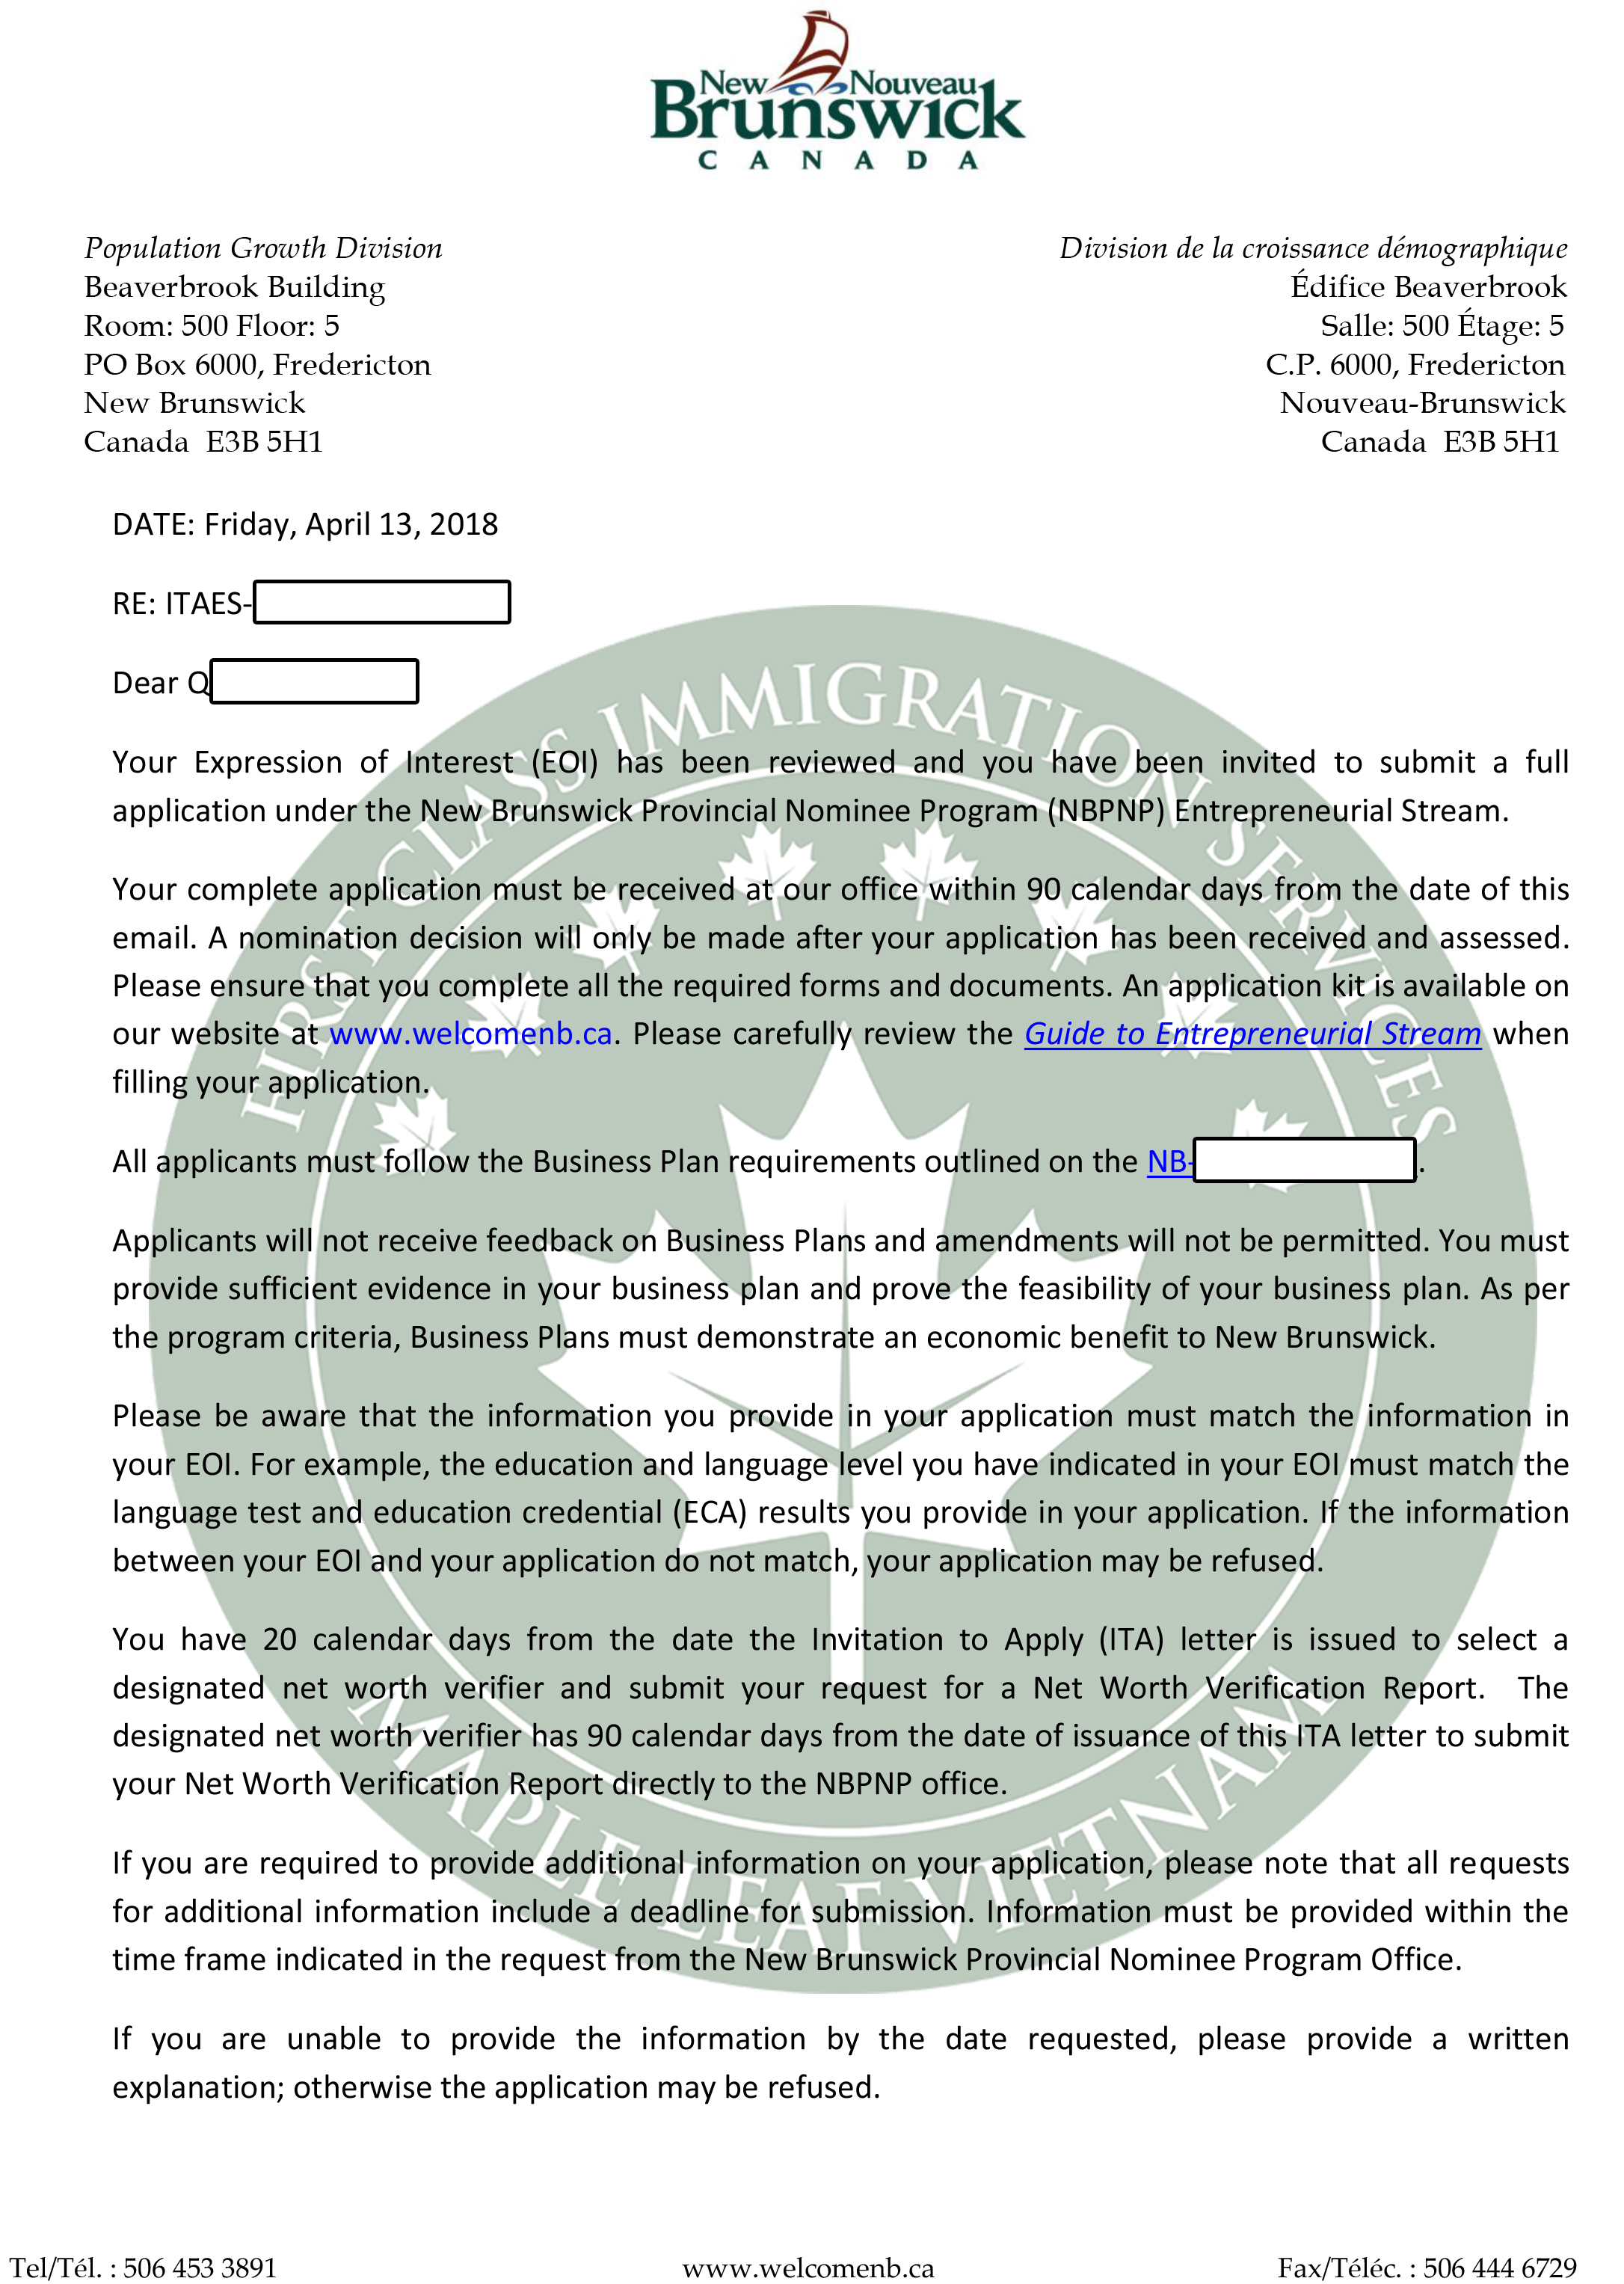 New Nouveau
Brunswick
CANADA
Population Growth Division
Beaverbrook Building
Room: 500 Floor: 5
PO Box 6000, Fredericton
New Brunswick
Canada E3B 5H1
Division de la croissance démographique
Édifice Beaverbrook
Salle: 500 Étage: 5
C.P. 6000, Fredericton
Nouveau-Brunswick
Canada E3B 5H1
DATE: Friday, April 13, 2018
RE: ITAES-
Dear Q
Your Expression of Interest (EOI) has been reviewed and you have been invited to submit a full
application under the New Brunswick Provincial Nominee Program (NBPNP) Entrepreneurial Stream.
Your complete application must be received at our office within 90 calendar days from the date of this
email. A nomination decision will only be made after your application has been received and assessed.
Please ensure that you complete all the required forms and documents. An application kit is available on
our website at www.welcomenb.ca. Please carefully review the Guide to Entrepreneurial Stream when
filling your application.
All applicants must follow the Business Plan requirements outlined on the NB- .
Applicants will not receive feedback on Business Plans and amendments will not be permitted. You must
provide sufficient evidence in your business plan and prove the feasibility of your business plan. As per
the program criteria, Business Plans must demonstrate an economic benefit to New Brunswick.
Please be aware that the information you provide in your application must match the information in
your EOI. For example, the education and language level you have indicated in your EOI must match the
language test and education credential (ECA) results you provide in your application. If the information
between your EOI and your application do not match, your application may be refused.
You have 20 calendar days from the date the Invitation to Apply (ITA) letter is issued to select a
designated net worth verifier and submit your request for a Net Worth Verification Report. The
designated net worth verifier has 90 calendar days from the date of issuance of this ITA letter to submit
your Net Worth Verification Report directly to the NBPNP office.
If you are required to provide additional information on your application, please note that all requests
for additional information include a deadline for submission. Information must be provided within the
time frame indicated in the request from the New Brunswick Provincial Nominee Program Office.
If you are unable to provide the information by the date requested, please provide a written
explanation; otherwise the application may be refused.
FIRST CLASS IMMIGRATION SERVICES
MAPLE LEAF VIETNAM
Tel/Tél. : 506 453 3891
www.welcomenb.ca
Fax/Téléc. : 506 444 6729